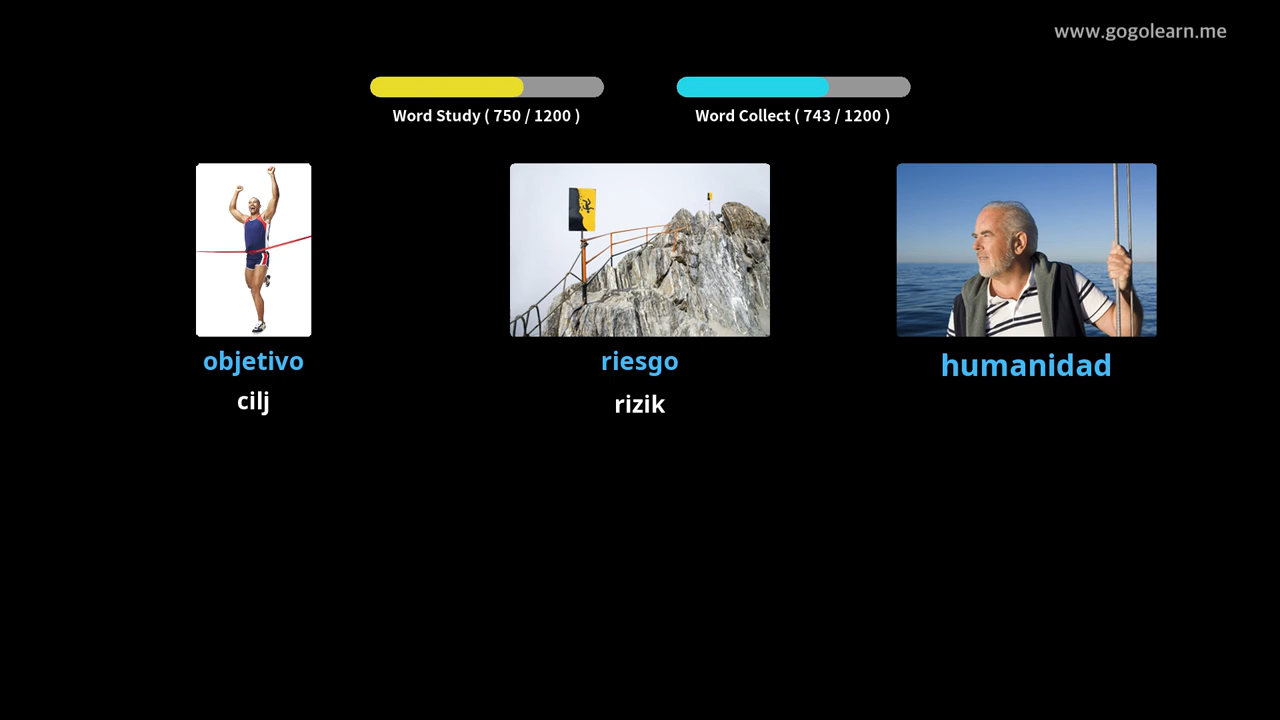 www.gogolearn.me
Word Study ( 750 / 1200 )
Word Collect ( 743 / 1200 )
objetivo
cilj
riesgo
rizik
humanidad